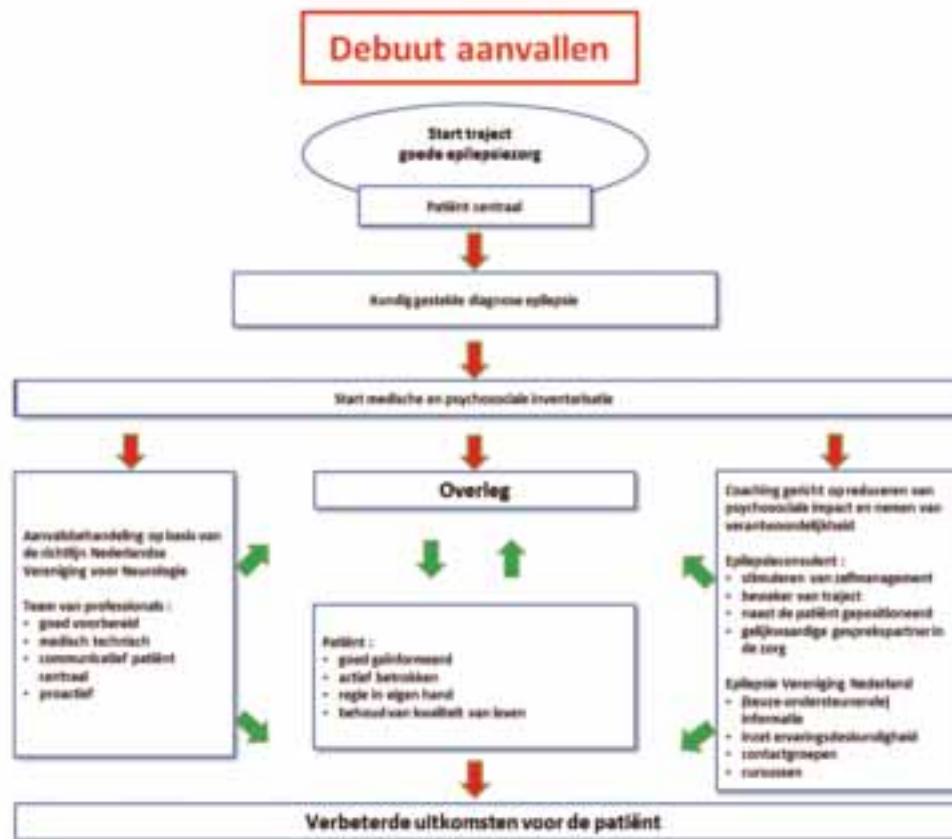 Debuut aanvallen
Start traject
goede epilepsiezorg
Patiënt centraal
Kundig gestelde diagnose epilepsie
Start medische en psychosociale inventarisatie
Aanvalsbehandeling op basis van
de richtlijn Nederlandse
Vereniging voor Neurologie
Team van professionals :
• goed voorbereid
• medisch technisch
• communicatief patiënt
centraal
• proactief
Overleg
Patiënt :
• goed geïnformeerd
• actief betrokken
• regie in eigen hand
• behoud van kwaliteit van leven
Coaching gericht op reduceren van
psychosociale impact en nemen van
verantwoordelijkheid
Epilepsieconsulent :
• stimuleren van zelfmanagement
• bewaker van traject
• naast de patiënt gepositioneerd
• gelijkwaardige gesprekspartner in
de zorg
Epilepsie Vereniging Nederland
• (keuze-ondersteunende)
informatie
• inzet ervaringsdeskundigheid
• contactgroepen
• cursussen
Verbeterde uitkomsten voor de patiënt